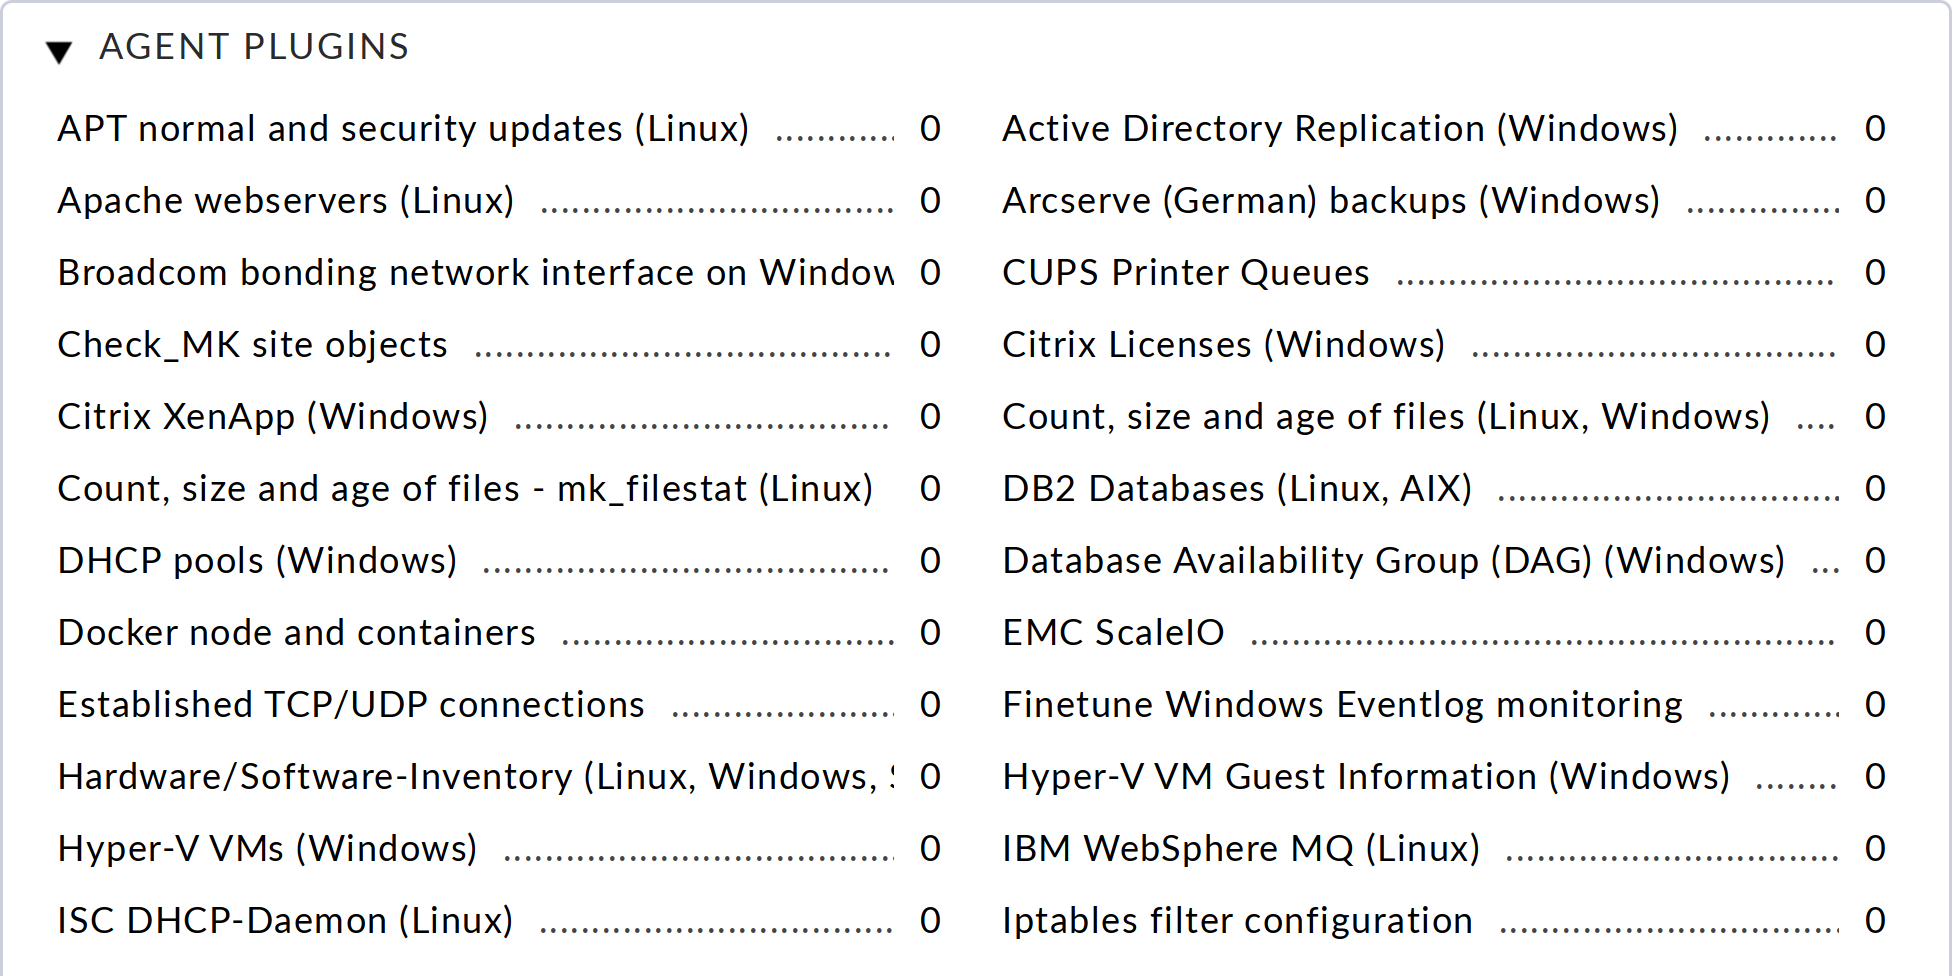 AGENT PLUGINS
APT normal and security updates (Linux) ............ 0
Active Directory Replication (Windows) ............. 0
Apache webservers (Linux) .................................. 0
Arcserve (German) backups (Windows) ............... 0
Broadcom bonding network interface on Window 0
CUPS Printer Queues .......................................... 0
Check_MK site objects ........................................ 0
Citrix Licenses (Windows) ................................... 0
Citrix XenApp (Windows) .................................... 0
Count, size and age of files (Linux, Windows) .... 0
Count, size and age of files - mk_filestat (Linux) 0
DB2 Databases (Linux, AIX) ................................. 0
DHCP pools (Windows) ....................................... 0
Database Availability Group (DAG) (Windows) ... 0
Docker node and containers ................................ 0
EMC ScaleIO ........................................................ 0
Established TCP/UDP connections ...................... 0
Finetune Windows Eventlog monitoring ............. 0
Hardware/Software-Inventory (Linux, Windows, 0
Hyper-V VM Guest Information (Windows) ........ 0
Hyper-V VMs (Windows) ...................................... 0
IBM WebSphere MQ (Linux) ................................ 0
ISC DHCP-Daemon (Linux) .................................. 0
Iptables filter configuration ................................. 0